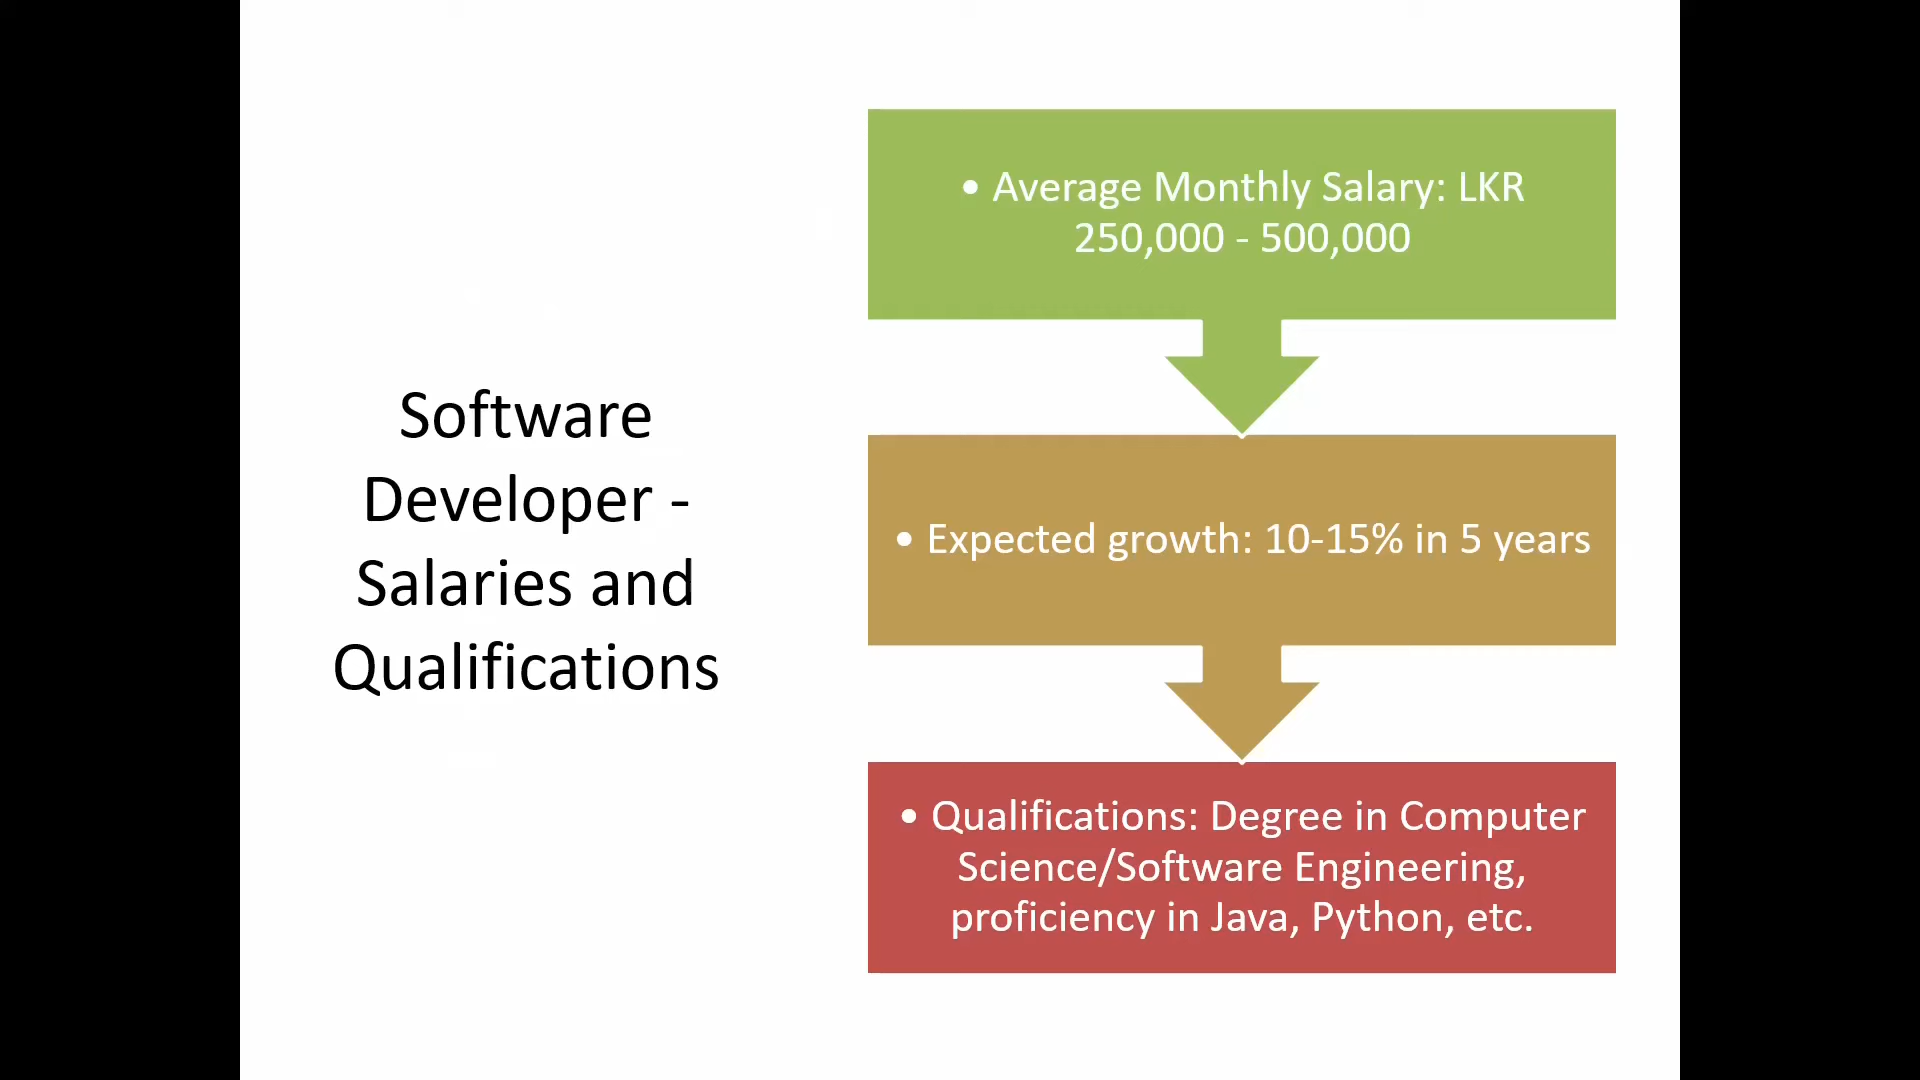 Software
Developer -
Salaries and
Qualifications
• Average Monthly Salary: LKR
250,000 - 500,000
• Expected growth: 10-15% in 5 years
• Qualifications: Degree in Computer
Science/Software Engineering,
proficiency in Java, Python, etc.